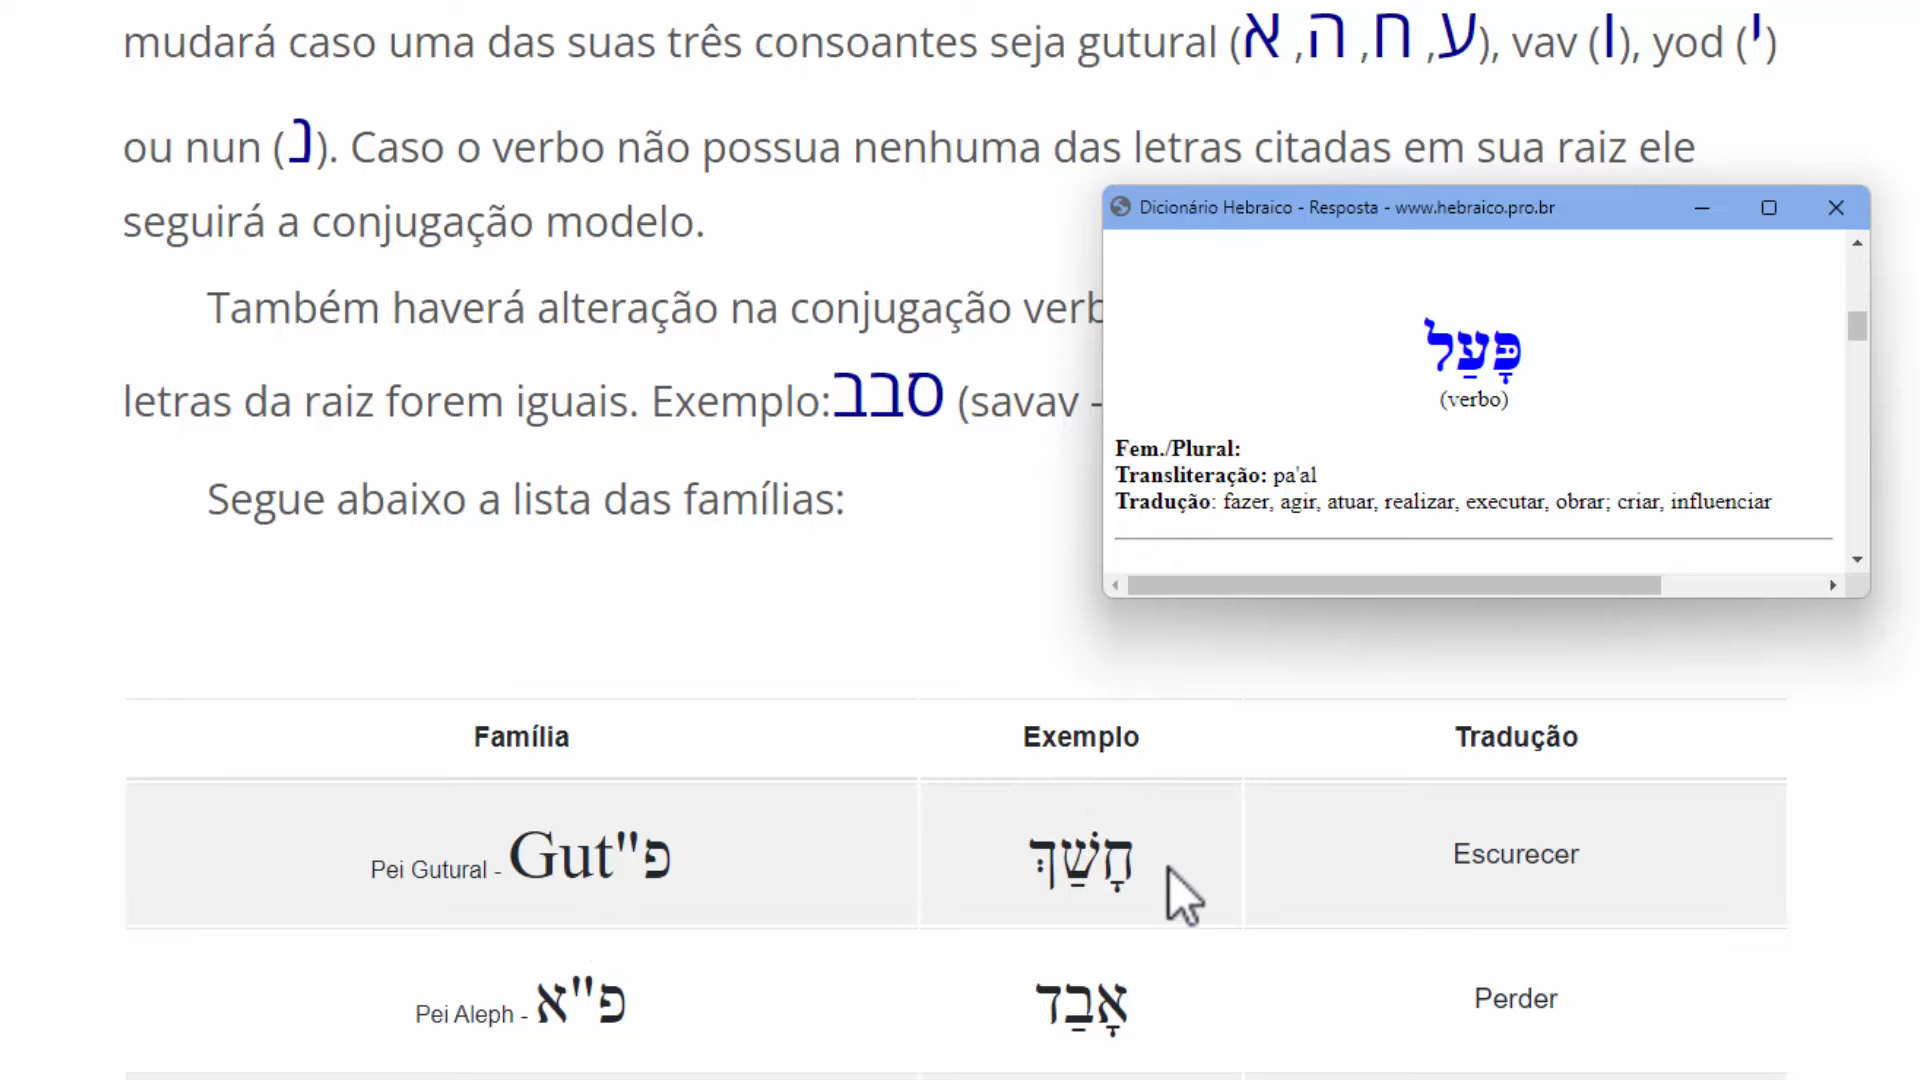 mudará caso uma das suas três consoantes seja gutural (א, ה, ח, ע), vav (ו), yod (י)
ou nun (נ). Caso o verbo não possua nenhuma das letras citadas em sua raiz ele
seguirá a conjugação modelo.
Também haverá alteração na conjugação verb
letras da raiz forem iguais. Exemplo:סבב (savav -
Segue abaixo a lista das famílias:
Dicionário Hebraico - Resposta - www.hebraico.pro.br
פָּעַל
(verbo)
Fem./Plural:
Transliteração: pa'al
Tradução: fazer, agir, atuar, realizar, executar, obrar; criar, influenciar
Família Exemplo Tradução
Pei Gutural - פ"Gut חָשַׁךְ Escurecer
Pei Aleph - פ"א אָבַד Perder